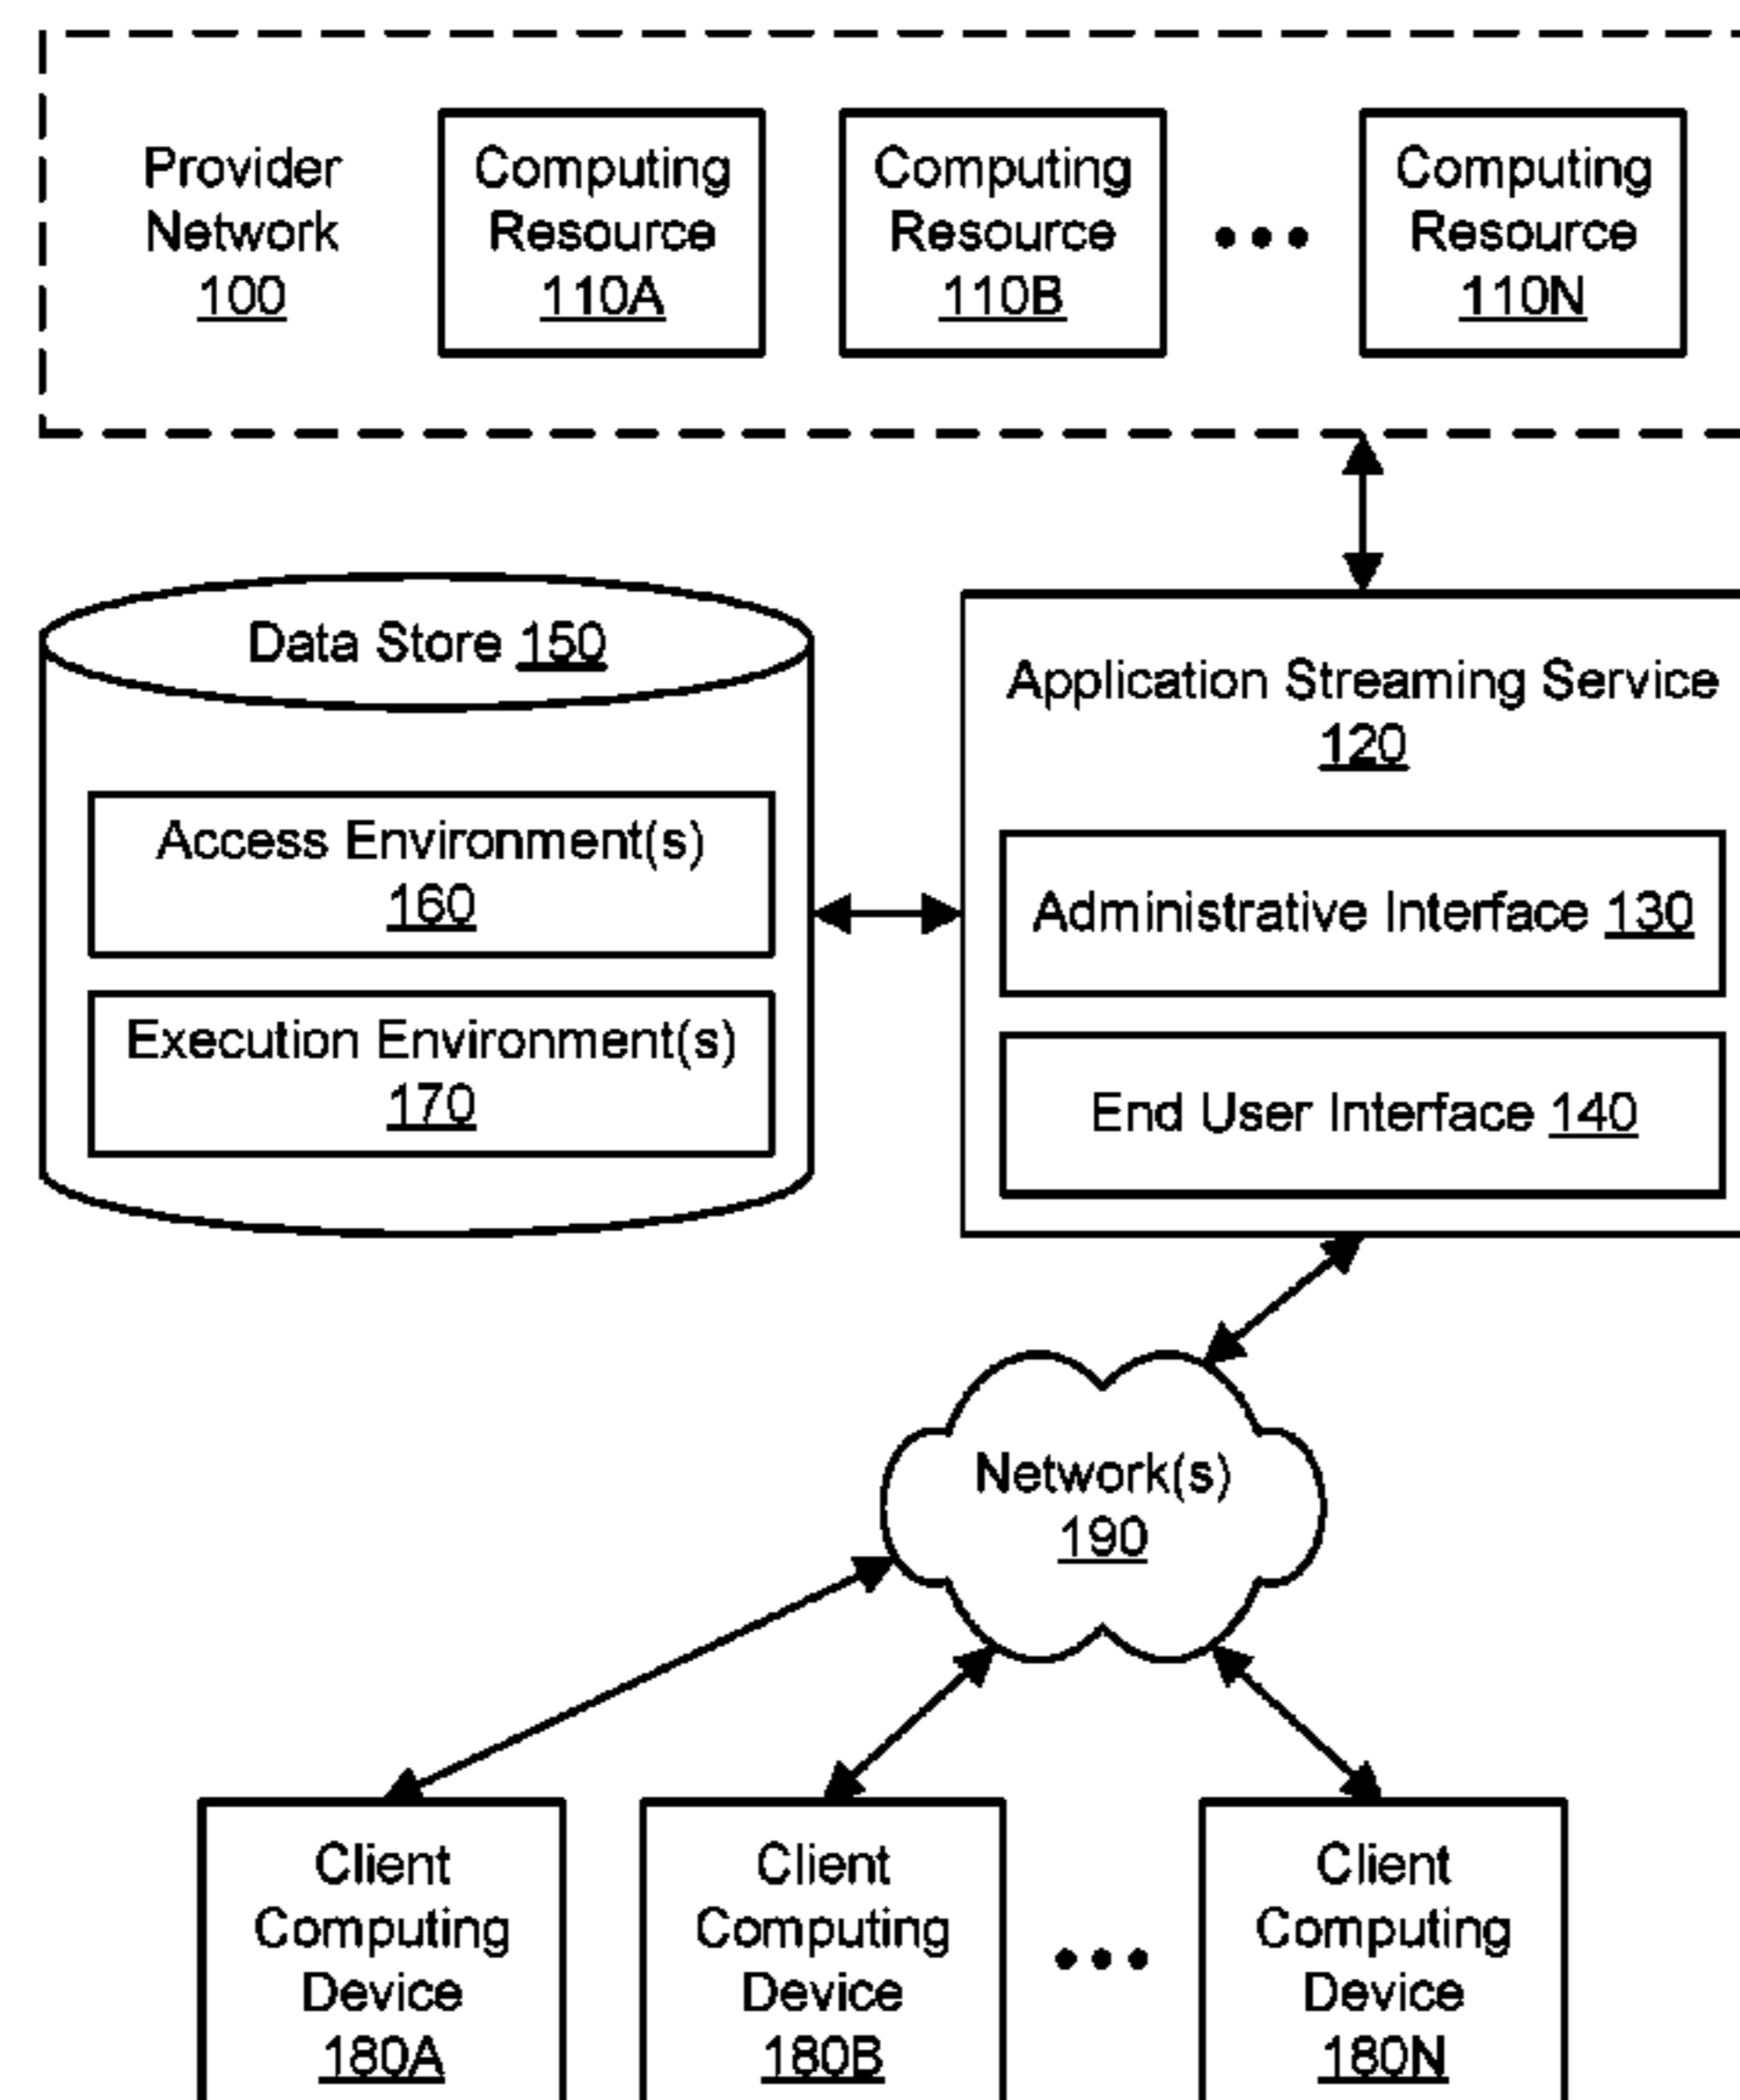 Provider
Network
100
Computing
Resource
110A
Computing
Resource
110B
Computing
Resource
110N
Data Store 150
Access Environment(s)
160
Execution Environment(s)
170
Application Streaming Service
120
Administrative Interface 130
End User Interface 140
Network(s)
190
Client
Computing
Device
180A
Client
Computing
Device
180B
Client
Computing
Device
180N